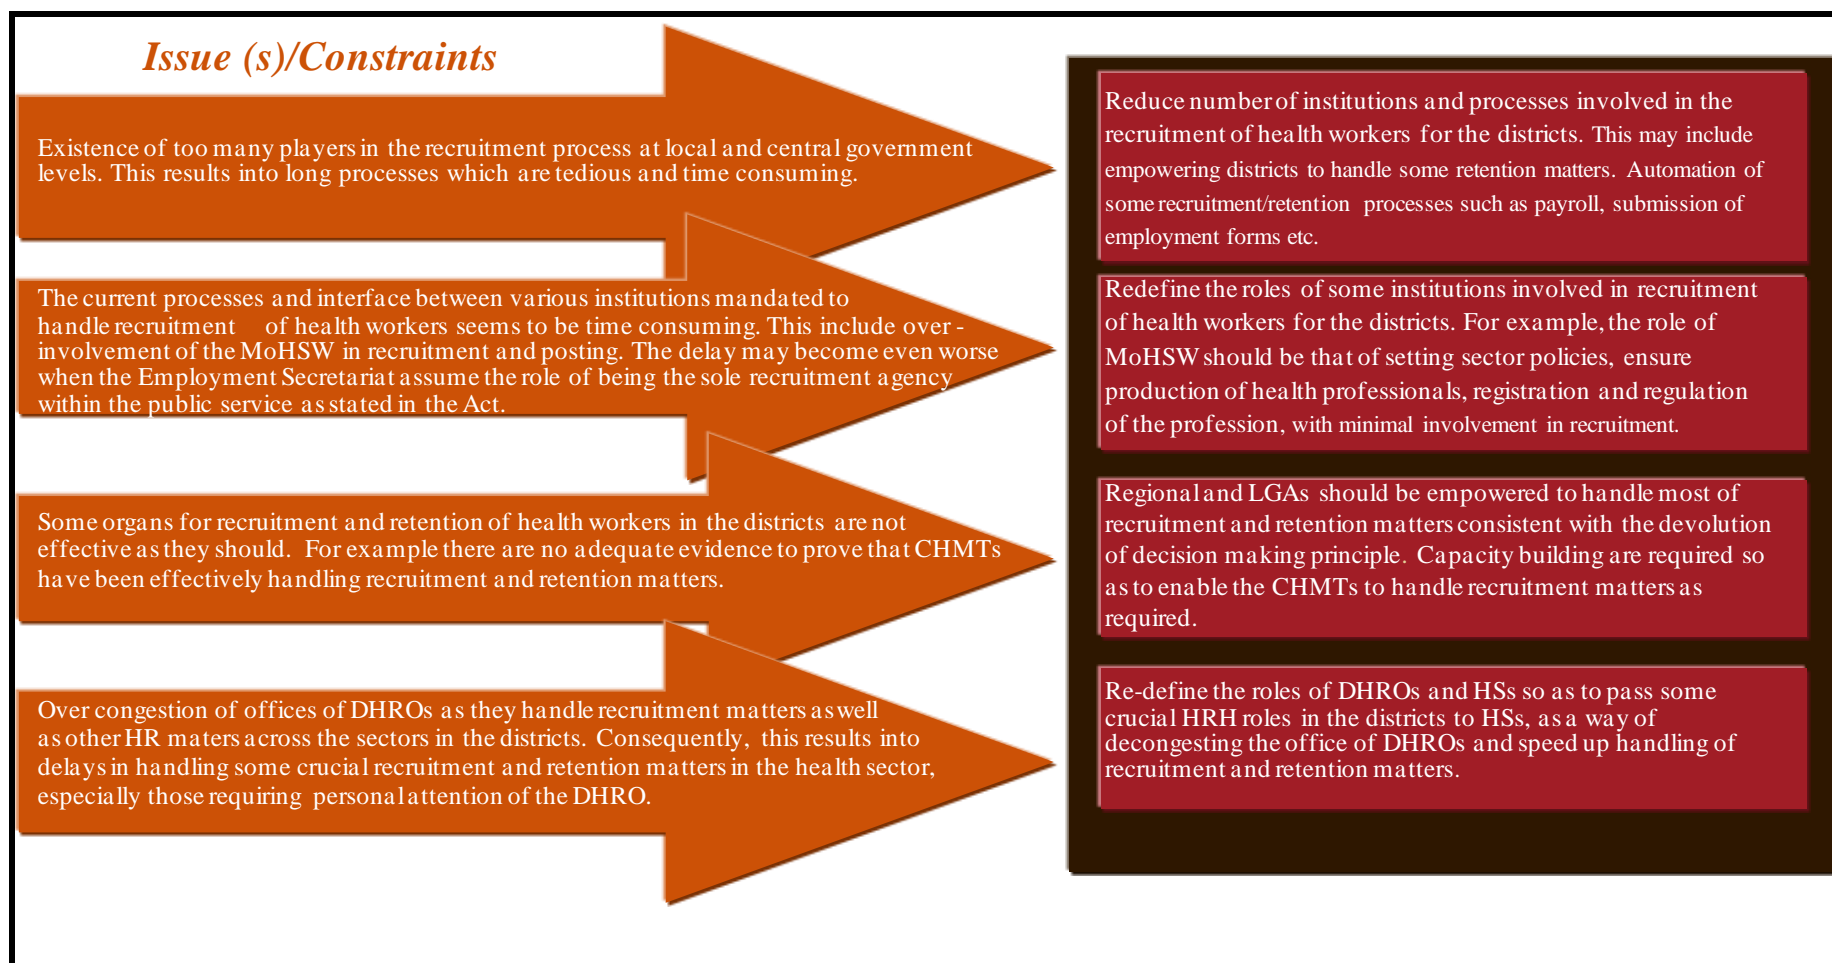 Issue (s)/Constraints
Existence of too many players in the recruitment process at local and central government
levels. This results into long processes which are tedious and time consuming.
The current processes and interface between various institutions mandated to
handle recruitment of health workers seems to be time consuming. This include over -
involvement of the MoHSW in recruitment and posting. The delay may become even worse
when the Employment Secretariat assume the role of being the sole recruitment agency
within the public service as stated in the Act.
Some organs for recruitment and retention of health workers in the districts are not
effective as they should. For example there are no adequate evidence to prove that CHMTs
have been effectively handling recruitment and retention matters.
Over congestion of offices of DHROs as they handle recruitment matters as well
as other HR maters across the sectors in the districts. Consequently, this results into
delays in handling some crucial recruitment and retention matters in the health sector,
especially those requiring personal attention of the DHRO.
Reduce number of institutions and processes involved in the
recruitment of health workers for the districts. This may include
empowering districts to handle some retention matters. Automation of
some recruitment/retention processes such as payroll, submission of
employment forms etc.
Redefine the roles of some institutions involved in recruitment
of health workers for the districts. For example, the role of
MoHSW should be that of setting sector policies, ensure
production of health professionals, registration and regulation
of the profession, with minimal involvement in recruitment.
Regional and LGAs should be empowered to handle most of
recruitment and retention matters consistent with the devolution
of decision making principle. Capacity building are required so
as to enable the CHMTs to handle recruitment matters as
required.
Re-define the roles of DHROs and HSs so as to pass some
crucial HRH roles in the districts to HSs, as a way of
decongesting the office of DHROs and speed up handling of
recruitment and retention matters.